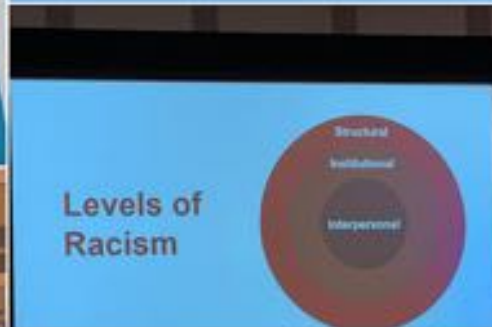 Levels of
Racism
Structural
Institutional
Interpersonal